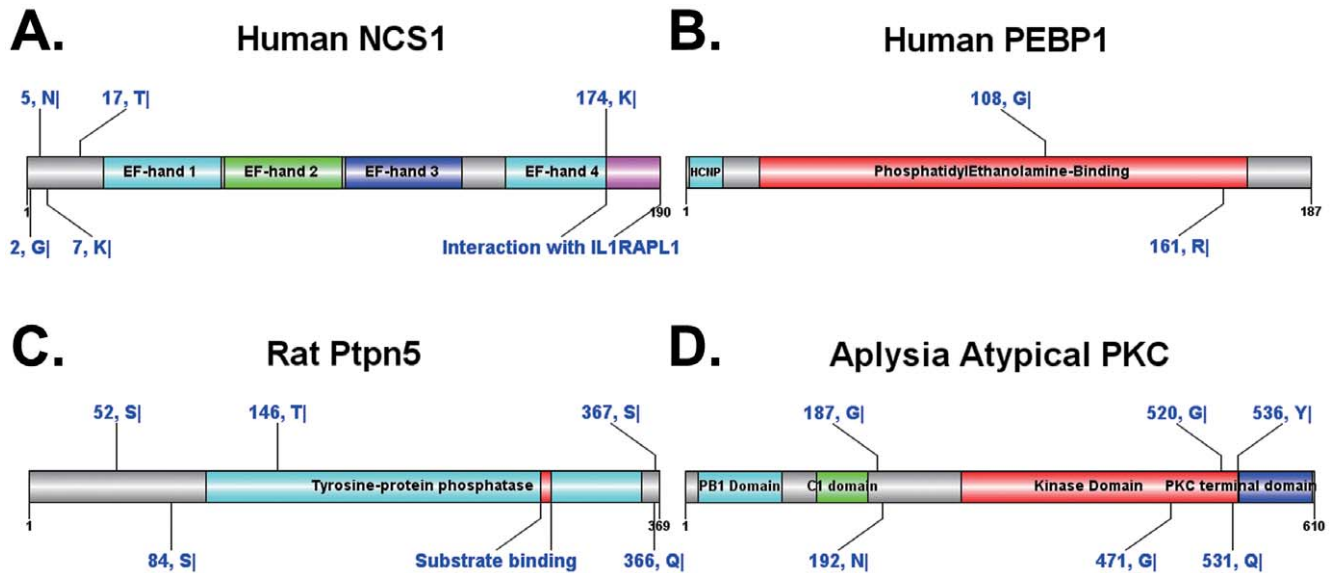 A.
Human NCS1
5, N|
17, T|
174, K|
EF-hand 1
EF-hand 2
EF-hand 3
EF-hand 4
1
190
2, G|
7, K|
Interaction with IL1RAPL1
B.
Human PEBP1
108, G|
HCNP
PhosphatidylEthanolamine-Binding
1
187
161, R|
C.
Rat Ptpn5
52, S|
146, T|
367, S|
Tyrosine-protein phosphatase
1
369
84, S|
Substrate binding
366, Q|
D.
Aplysia Atypical PKC
187, G|
520, G|
536, Y|
PB1 Domain
C1 domain
Kinase Domain
PKC terminal domain
1
610
192, N|
471, G|
531, Q|